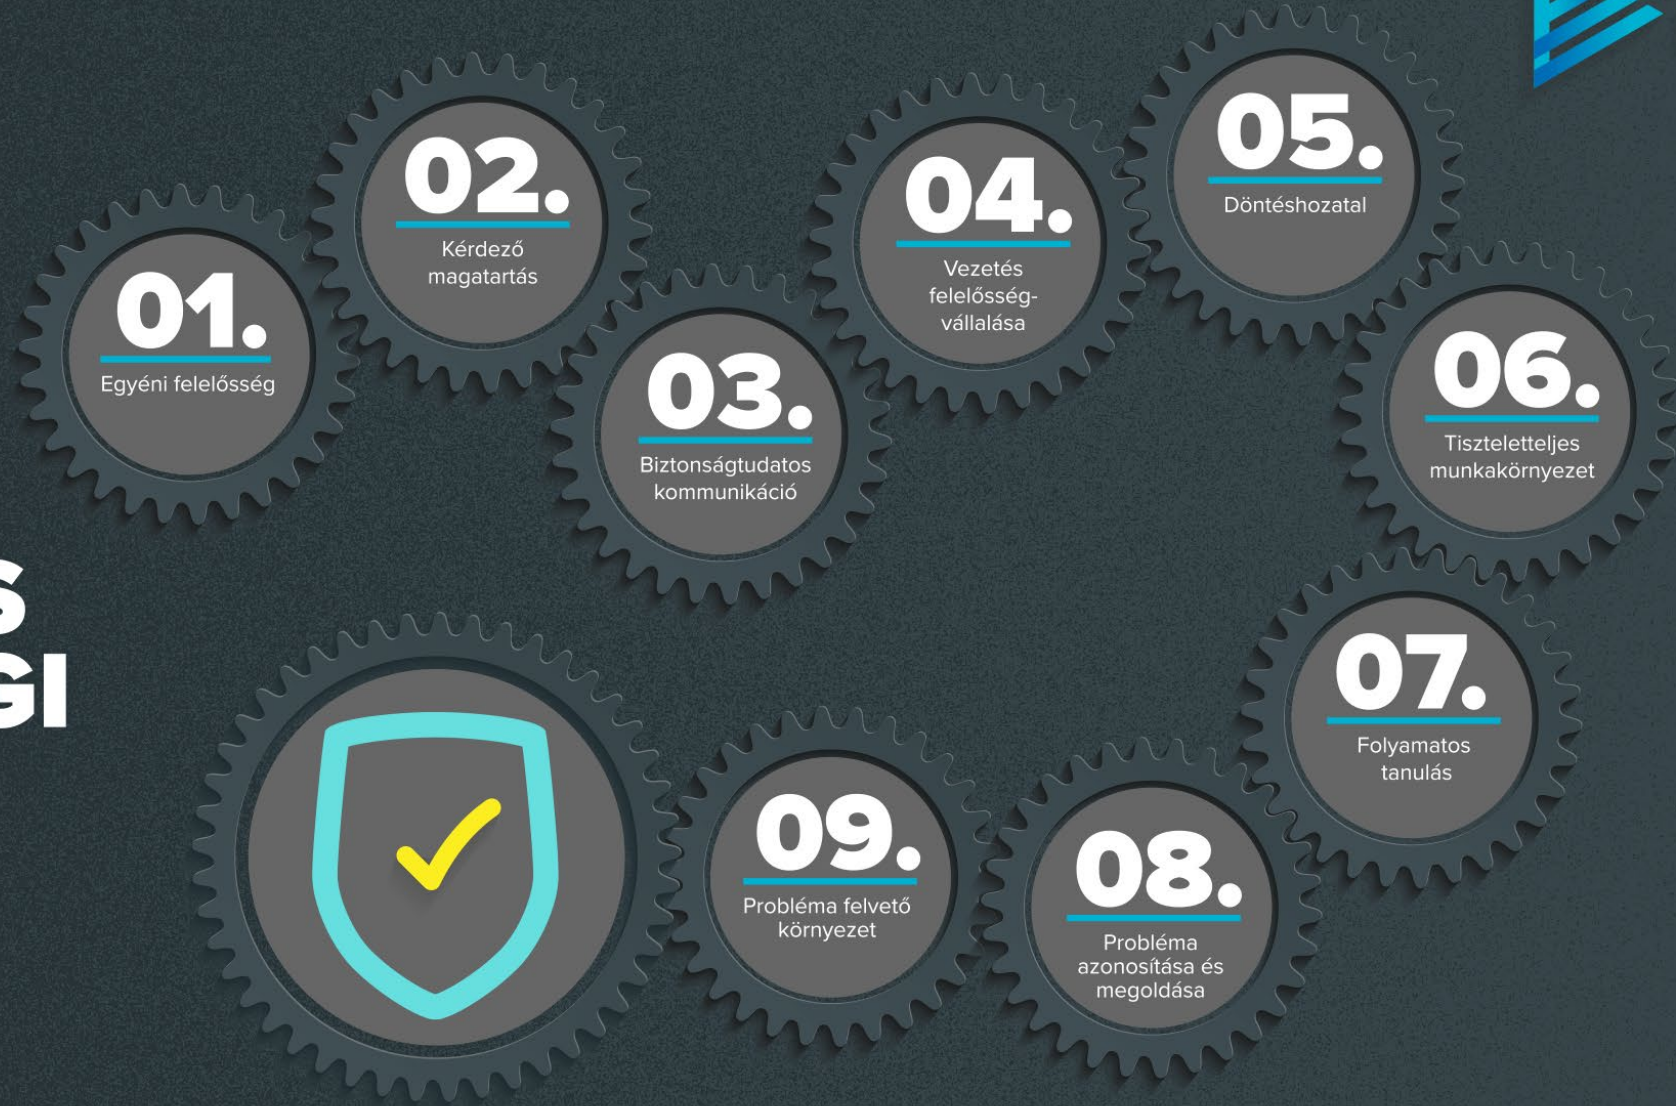 01.
Egyéni felelősség
02.
Kérdező
magatartás
03.
Biztonságtudatos
kommunikáció
04.
Vezetés
felelősség-
vállalása
05.
Döntéshozatal
06.
Tiszteletteljes
munkakörnyezet
07.
Folyamatos
tanulás
08.
Probléma
azonosítása és
megoldása
09.
Probléma felvető
környezet
S
GI